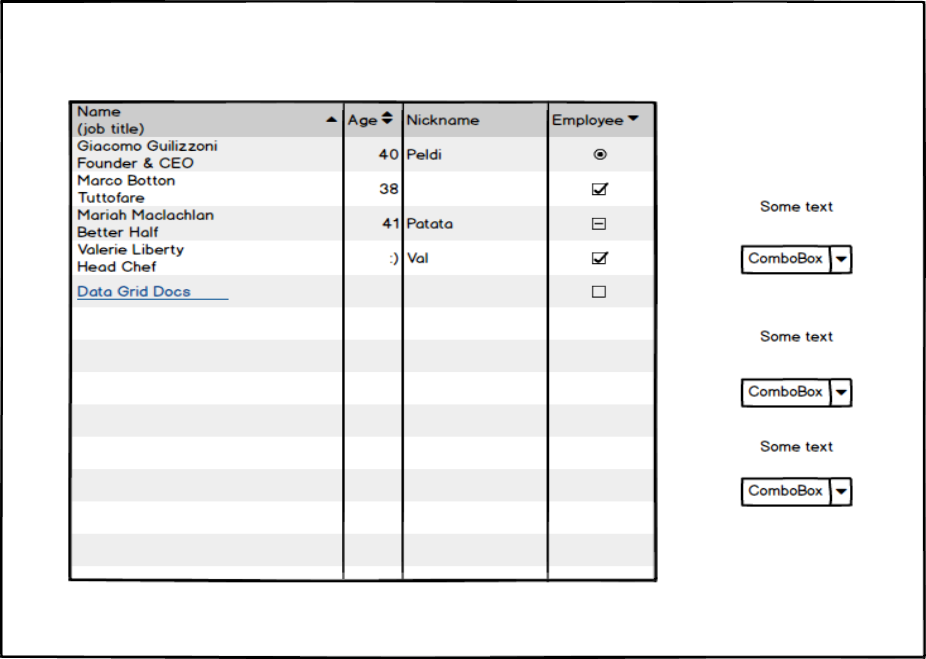 Name
(job title)
Age
Nickname
Employee
Giacomo Guilizzoni
Founder & CEO
40
Peldi
Marco Botton
Tuttofare
38
Mariah Maclachlan
Better Half
41
Patata
Valerie Liberty
Head Chef
:)
Val
Data Grid Docs
Some text
ComboBox
Some text
ComboBox
Some text
ComboBox